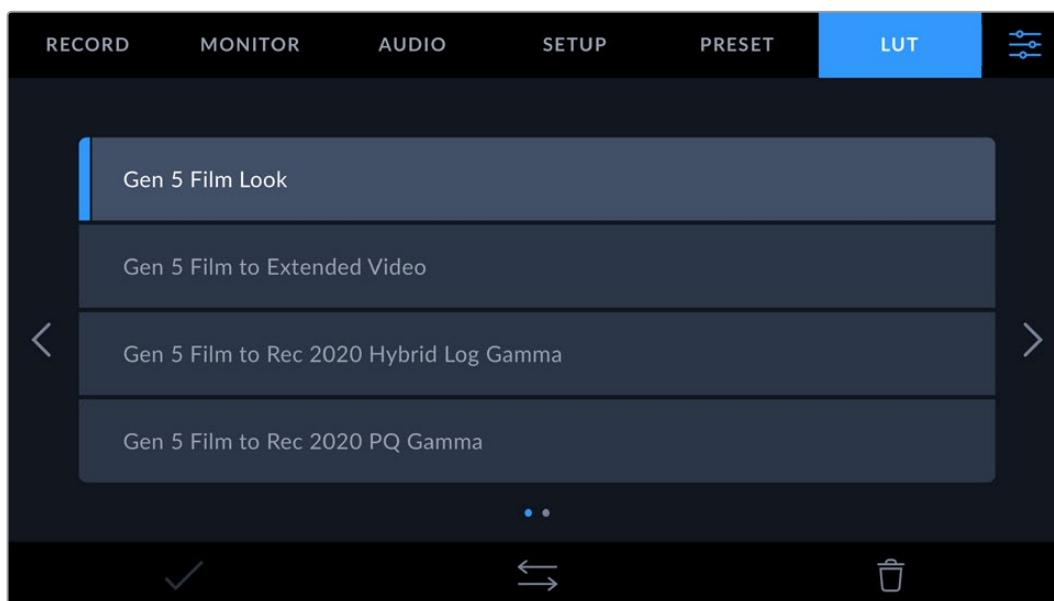 RECORD MONITOR AUDIO SETUP PRESET LUT
Gen 5 Film Look
Gen 5 Film to Extended Video
Gen 5 Film to Rec 2020 Hybrid Log Gamma
Gen 5 Film to Rec 2020 PQ Gamma